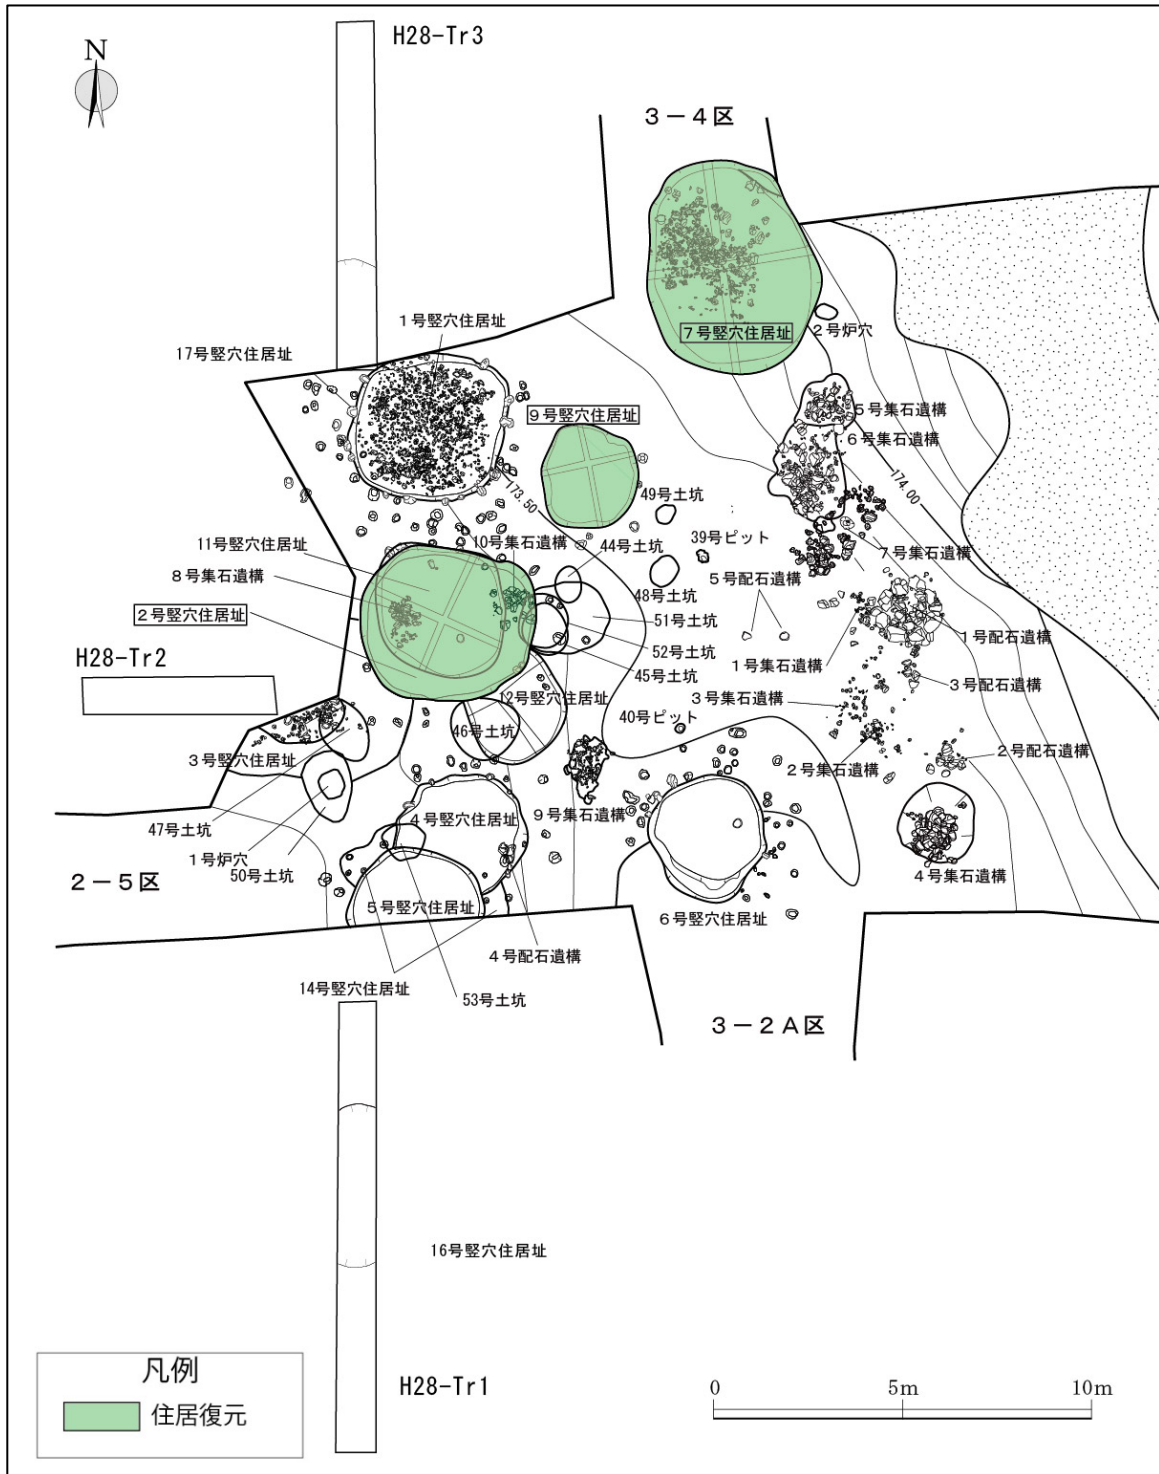 H28-Tr3
N
3－4区
1号竪穴住居址
17号竪穴住居址
7号竪穴住居址
2号炉穴
9号竪穴住居址
5号集石遺構
6号集石遺構
173.50
174.00
49号土坑
39号ピット
10号集石遺構
44号土坑
11号竪穴住居址
8号集石遺構
7号集石遺構
5号配石遺構
48号土坑
2号竪穴住居址
51号土坑
1号配石遺構
52号土坑
1号集石遺構
H28-Tr2
45号土坑
3号配石遺構
12号竪穴住居址
3号集石遺構
40号ピット
46号土坑
2号配石遺構
3号竪穴住居址
2号集石遺構
9号集石遺構
4号竪穴住居址
47号土坑
1号炉穴
50号土坑
2－5区
4号集石遺構
5号竪穴住居址
6号竪穴住居址
4号配石遺構
14号竪穴住居址
53号土坑
3－2A区
16号竪穴住居址
凡例
住居復元
H28-Tr1
0 5m 10m